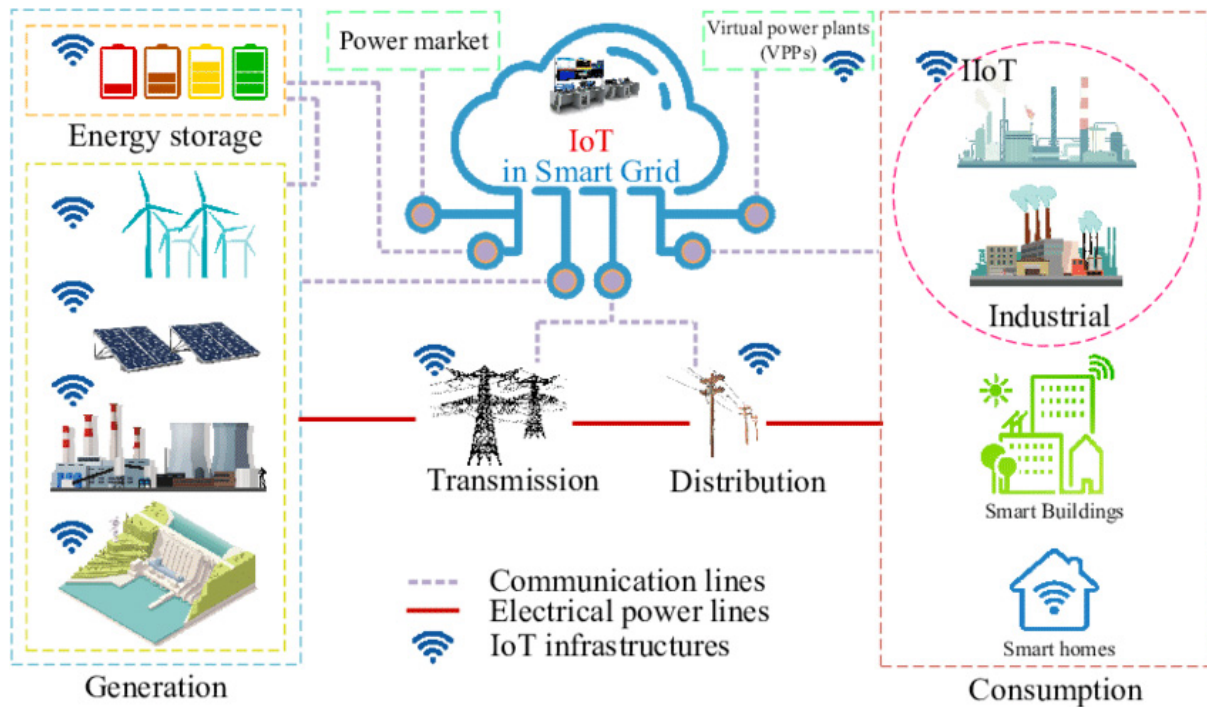 Power market
Virtual power plants
(VPPs)
IIoT
Energy storage
IoT
in Smart Grid
Industrial
Transmission
Distribution
Smart Buildings
Communication lines
Electrical power lines
IoT infrastructures
Smart homes
Generation
Consumption